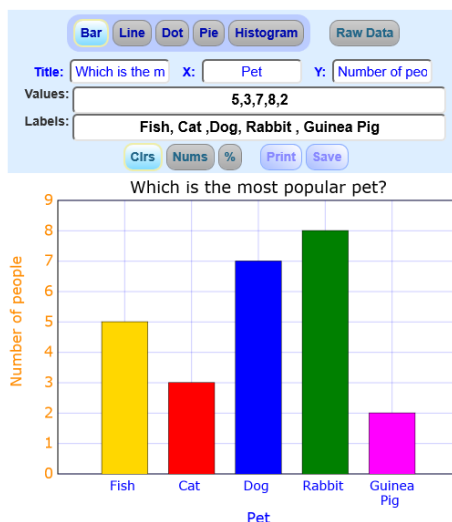 Bar Line Dot Pie Histogram Raw Data
Title: Which is the m X: Pet Y: Number of peo
Values: 5,3,7,8,2
Labels: Fish, Cat ,Dog, Rabbit , Guinea Pig
Clrs Nums % Print Save
Which is the most popular pet?
9
8
7
6
5
4
3
2
1
0
Number of people
Fish Cat Dog Rabbit Guinea
Pig
Pet